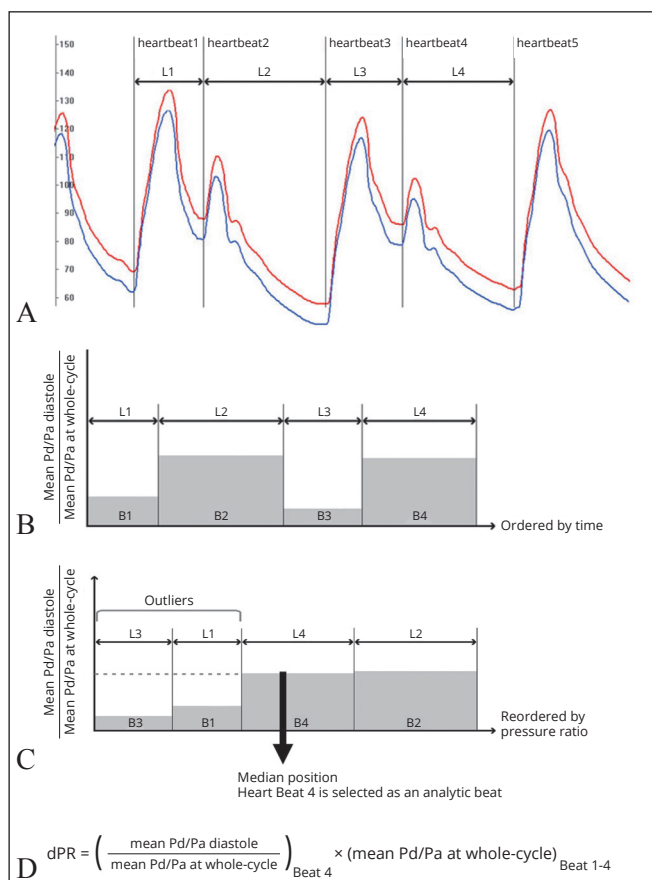 heartbeat1 heartbeat2 heartbeat3 heartbeat4 heartbeat5
L1 L2 L3 L4
150
140
130
120
110
100
90
80
70
60
A
Mean Pd/Pa diastole
Mean Pd/Pa at whole-cycle
L1 L2 L3 L4
B1 B2 B3 B4
Ordered by time
B
Mean Pd/Pa diastole
Mean Pd/Pa at whole-cycle
Outliers
L3 L1 L4 L2
B3 B1 B4 B2
Reordered by
pressure ratio
C
Median position
Heart Beat 4 is selected as an analytic beat
D dPR = ( mean Pd/Pa diastole
mean Pd/Pa at whole-cycle ) Beat 4 × (mean Pd/Pa at whole-cycle) Beat 1-4